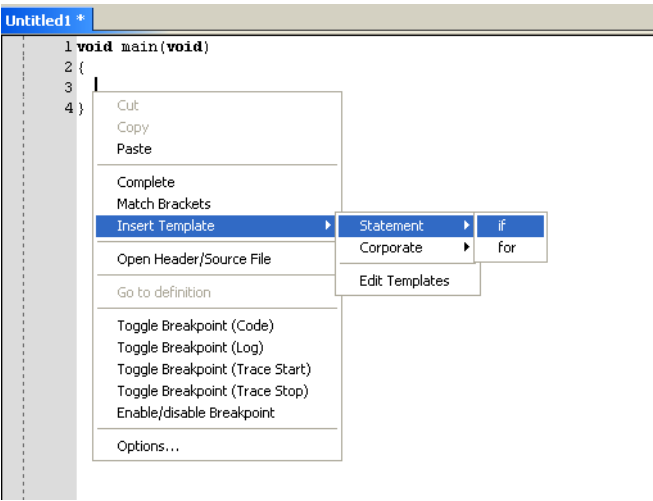 Untitled1 *
1 void main(void)
2 {
3
4 }
Cut
Copy
Paste
Complete
Match Brackets
Insert Template
Open Header/Source File
Go to definition
Toggle Breakpoint (Code)
Toggle Breakpoint (Log)
Toggle Breakpoint (Trace Start)
Toggle Breakpoint (Trace Stop)
Enable/disable Breakpoint
Options...
Statement
Corporate
Edit Templates
if
for